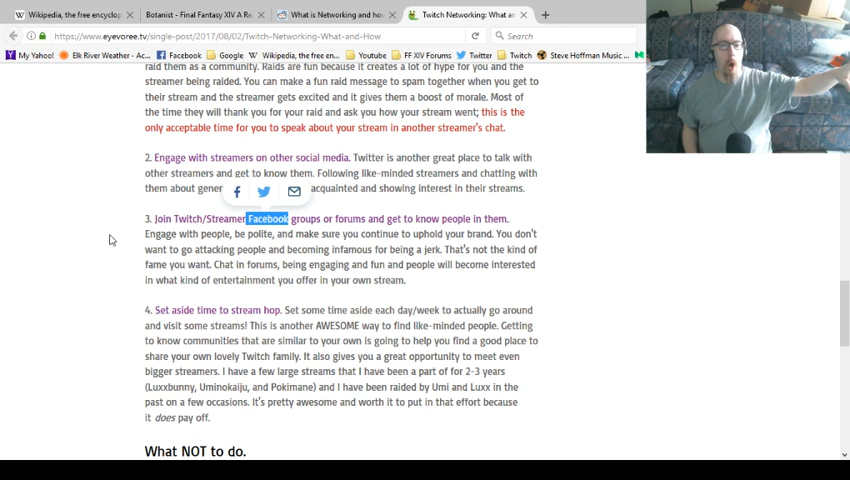 Wikipedia, the free encyclop
Botanist - Final Fantasy XIV A Re
What is Networking and ho
Twitch Networking: What an
https://www.eyevoree.tv/single-post/2017/08/02/Twitch-Networking-What-and-How
Search
My Yahoo!
Elk River Weather - Ac
Facebook
Google
Wikipedia, the free en
Youtube
FF XIV Forums
Twitter
Twitch
Steve Hoffman Music
raid them as a community. Raids are fun because it creates a lot of hype for you and the
streamer being raided. You can make a fun raid message to spam together when you get to
their stream and the streamer gets excited and it gives them a boost of morale. Most of
the time they will thank you for your raid and ask you how your stream went; this is the
only acceptable time for you to speak about your stream in another streamer's chat.
2. Engage with streamers on other social media. Twitter is another great place to talk with
other streamers and get to know them. Following like-minded streamers and chatting with
them about gener acquainted and showing interest in their streams.
3. Join Twitch/Streamer Facebook groups or forums and get to know people in them.
Engage with people, be polite, and make sure you continue to uphold your brand. You don't
want to go attacking people and becoming infamous for being a jerk. That's not the kind of
fame you want. Chat in forums, being engaging and fun and people will become interested
in what kind of entertainment you offer in your own stream.
4. Set aside time to stream hop. Set some time aside each day/week to actually go around
and visit some streams! This is another AWESOME way to find like-minded people. Getting
to know communities that are similar to your own is going to help you find a good place to
share your own lovely Twitch family. It also gives you a great opportunity to meet even
bigger streamers. I have a few large streams that I have been a part of for 2-3 years
(Luxxbunny, Uminokaiju, and Pokimane) and I have been raided by Umi and Luxx in the
past on a few occasions. It's pretty awesome and worth it to put in that effort because
it does pay off.
What NOT to do.